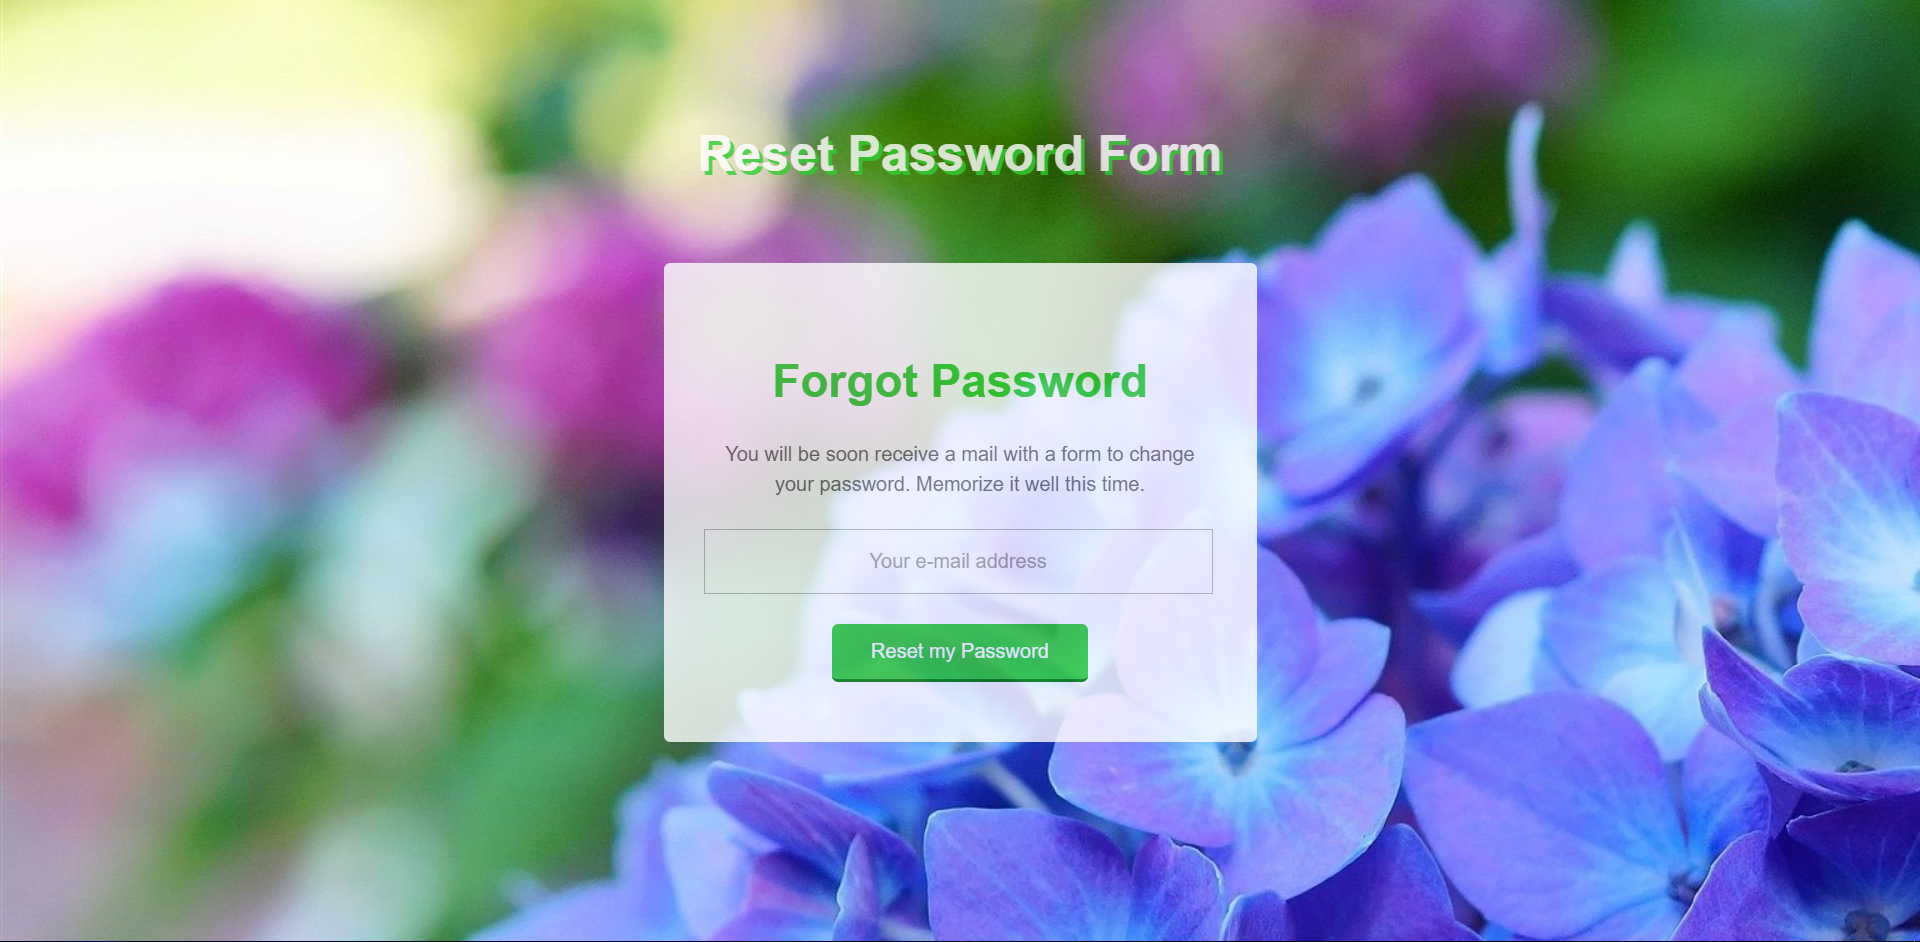 Reset Password Form
Forgot Password
You will be soon receive a mail with a form to change
your password. Memorize it well this time.
Your e-mail address
Reset my Password